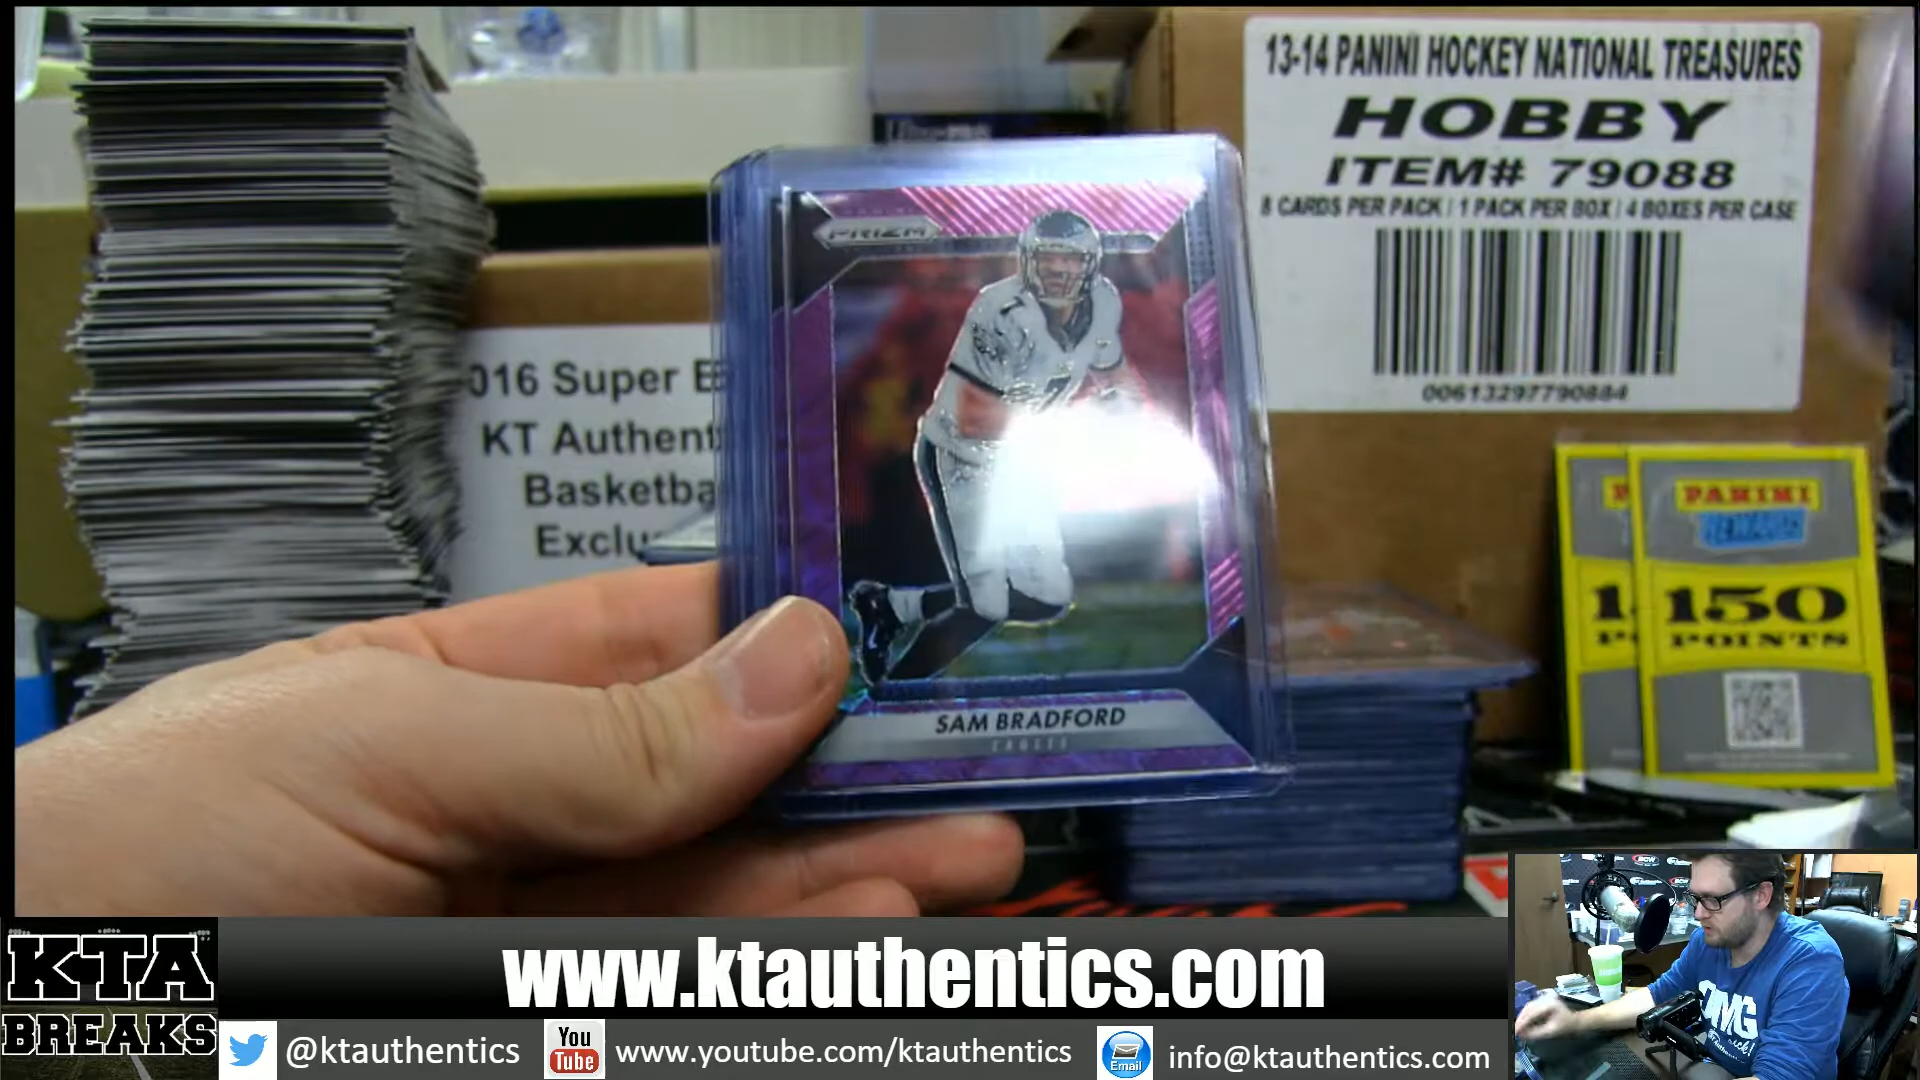 13-14 PANINI HOCKEY NATIONAL TREASURES
HOBBY
ITEM# 79088
8 CARDS PER PACK / 1 PACK PER BOX / 4 BOXES PER CASE
00613297790884
016 Super
KT Authent
Basketba
Exclu
PRIZM
SAM BRADFORD
EAGLES
PANINI
150
POINTS
KTA
BREAKS
www.ktauthentics.com
@ktauthentics
You
Tube
www.youtube.com/ktauthentics
Email
info@ktauthentics.com
OMG